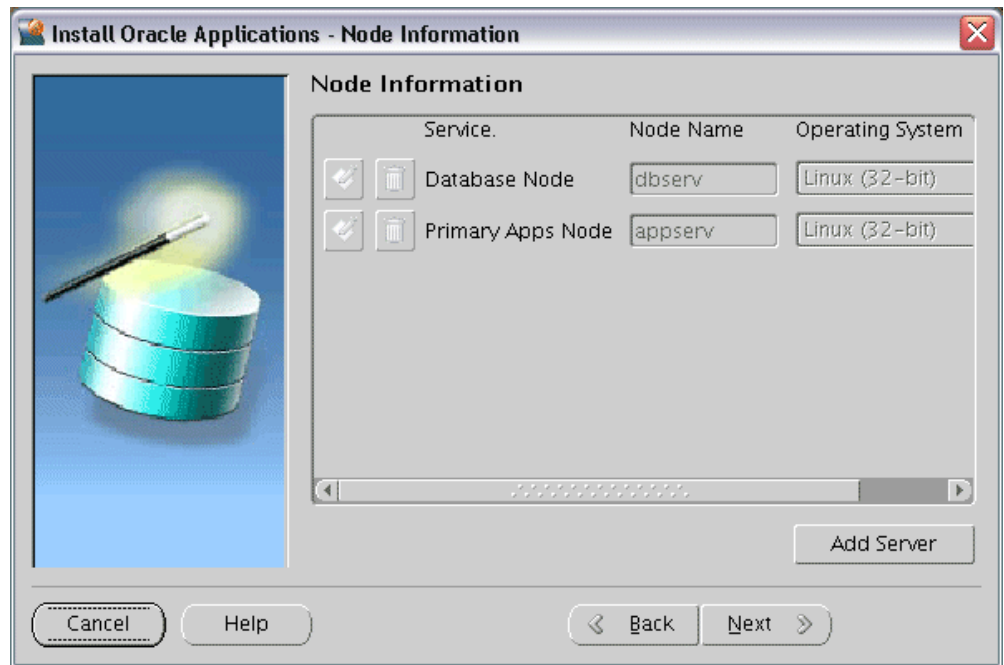 Install Oracle Applications - Node Information
Node Information
Service. Node Name Operating System
Database Node dbserv Linux (32-bit)
Primary Apps Node appserv Linux (32-bit)
Add Server
Cancel Help Back Next